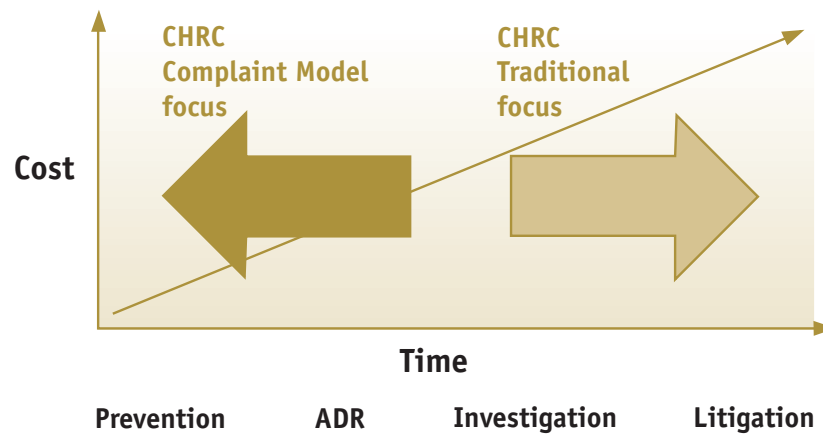 CHRC
Complaint Model
focus
CHRC
Traditional
focus
Cost
Time
Prevention ADR Investigation Litigation